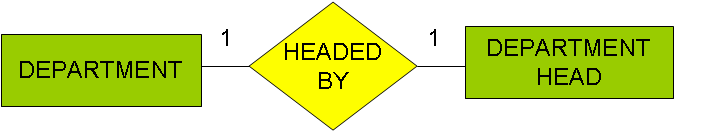 DEPARTMENT
1
HEADED
BY
1
DEPARTMENT
HEAD